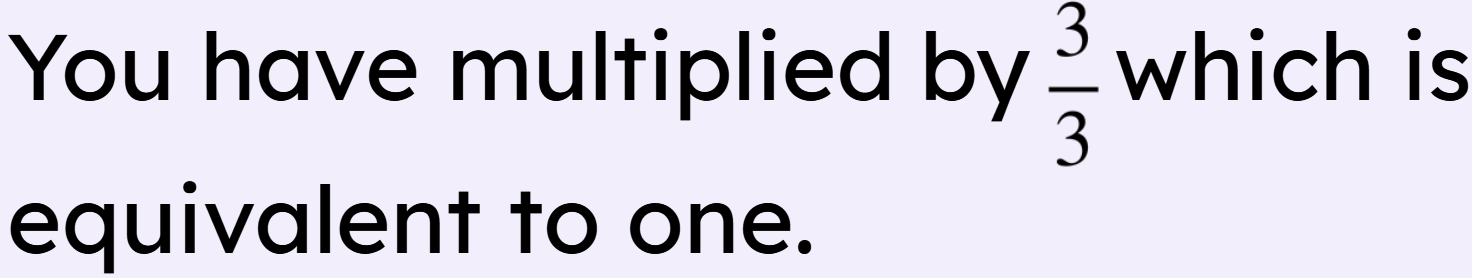 You have multiplied by 3/3 which is
equivalent to one.